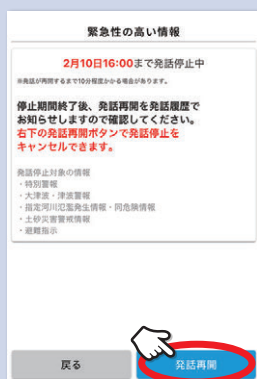 緊急性の高い情報
2月10日16:00まで発話停止中
※発話が再開するまで10分程度かかる場合があります。
停止期間終了後、発話再開を発話履歴で
お知らせしますので確認してください。
右下の発話再開ボタンで発話停止を
キャンセルできます。
発話停止対象の情報
・特別警報
・大津波・津波警報
・指定河川氾濫発生情報・同危険情報
・土砂災害警戒情報
・避難指示
戻る
発話再開